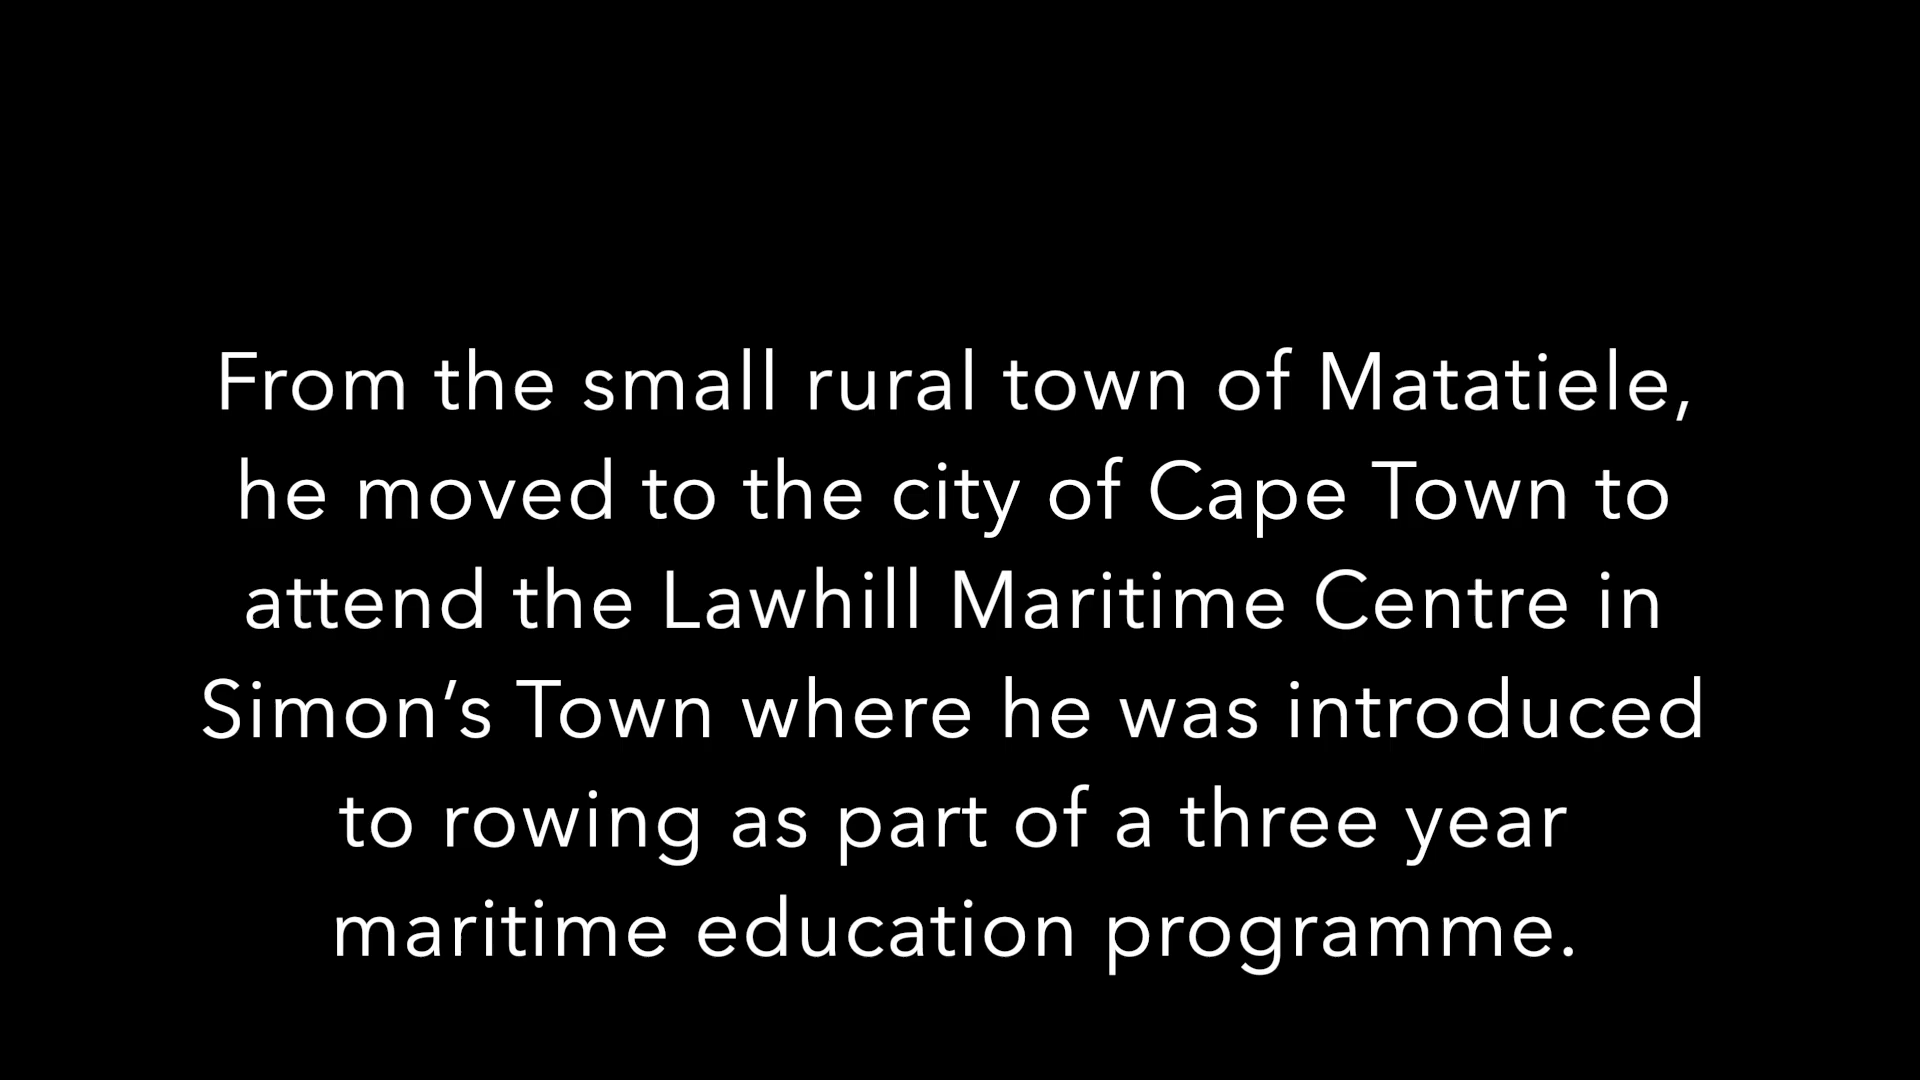 From the small rural town of Matatiele,
he moved to the city of Cape Town to
attend the Lawhill Maritime Centre in
Simon’s Town where he was introduced
to rowing as part of a three year
maritime education programme.